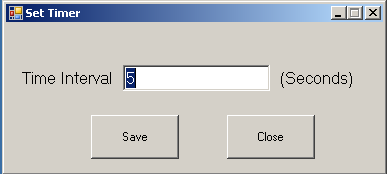 Set Timer
Time Interval 5 (Seconds)
Save Close